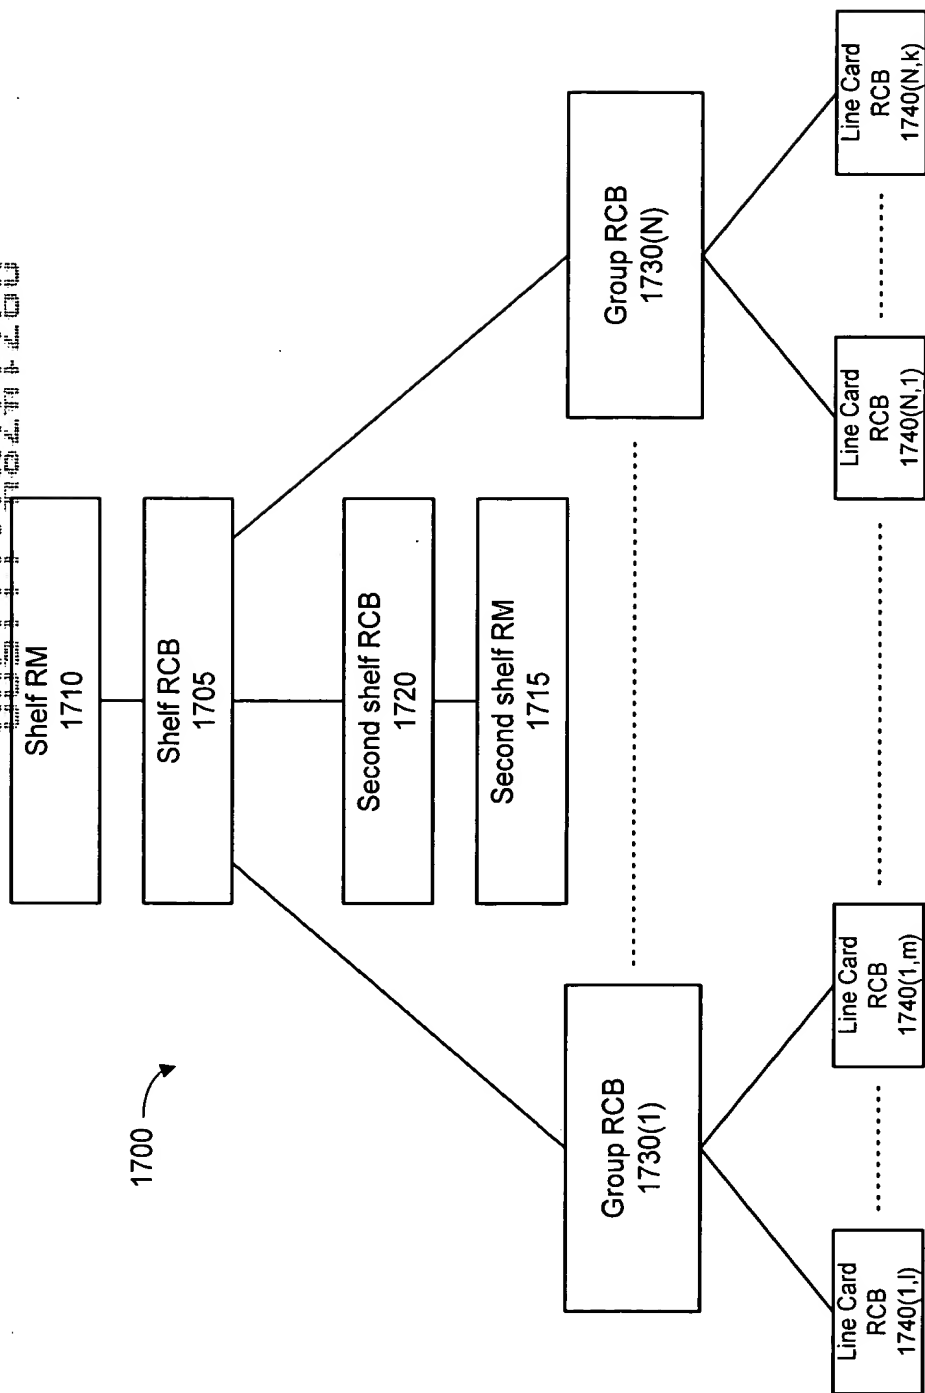 Shelf RM
1710
1700
Shelf RCB
1705
Second shelf RCB
1720
Second shelf RM
1715
Group RCB
1730(1)
Group RCB
1730(N)
Line Card
RCB
1740(1,l)
Line Card
RCB
1740(1,m)
Line Card
RCB
1740(N,1)
Line Card
RCB
1740(N,k)